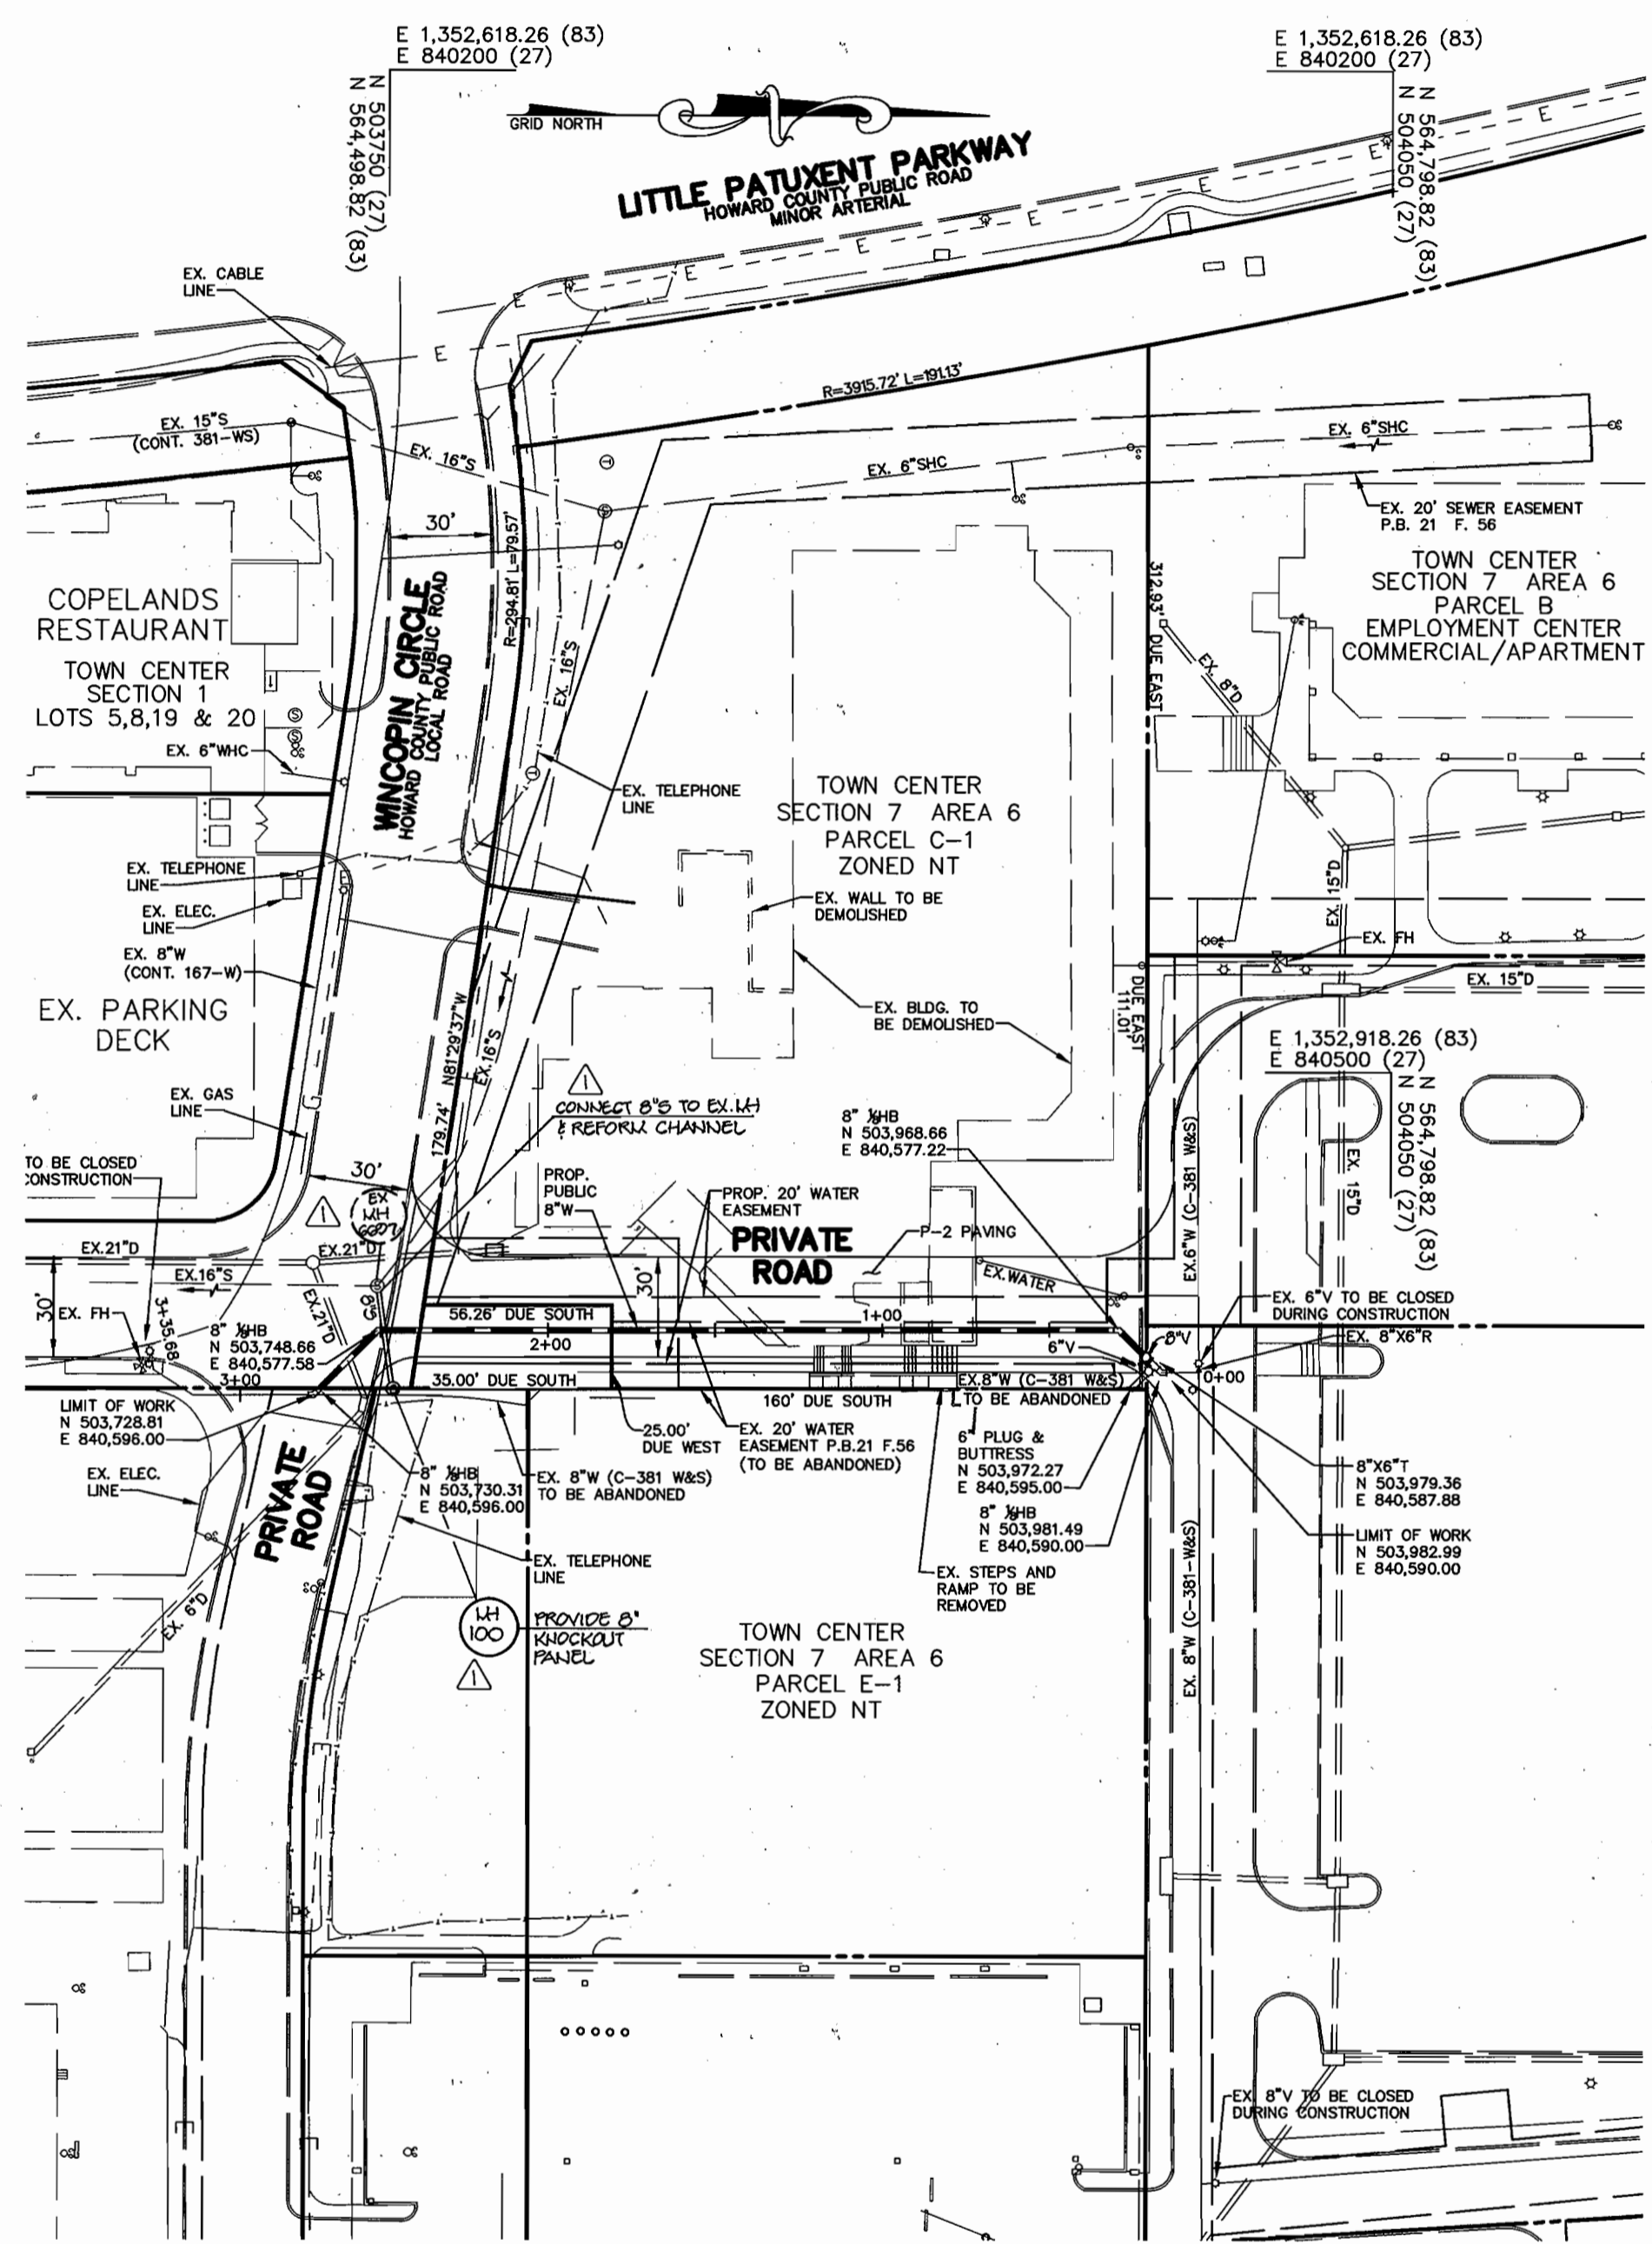 E 1,352,618.26 (83)
E 840200 (27)
N 503750 (27)
N 564,498.82 (83)
E 1,352,618.26 (83)
E 840200 (27)
N 564,798.82 (83)
N 504050 (27)
GRID NORTH
LITTLE PATUXENT PARKWAY
HOWARD COUNTY PUBLIC ROAD
MINOR ARTERIAL
E
E
E
E
E
E
E
E
EX. CABLE
LINE
R=3915.72' L=191.13'
EX. 15"S
(CONT. 381-WS)
EX. 16"S
EX. 6"SHC
EX. 6"SHC
EX. 20' SEWER EASEMENT
P.B. 21 F. 56
30'
R=294.81' L=79.57'
312.93' DUE EAST
TOWN CENTER
SECTION 7 AREA 6
PARCEL B
EMPLOYMENT CENTER
COMMERCIAL/APARTMENT
COPELANDS
RESTAURANT
TOWN CENTER
SECTION 1
LOTS 5,8,19 & 20
WINCOPIN CIRCLE
HOWARD COUNTY PUBLIC ROAD
LOCAL ROAD
EX. 16"S
EX. 8"D
S
S
T
T
EX. 6"WHC
EX. TELEPHONE
LINE
TOWN CENTER
SECTION 7 AREA 6
PARCEL C-1
ZONED NT
EX. TELEPHONE
LINE
EX. WALL TO BE
DEMOLISHED
EX. 15"D
EX. ELEC.
LINE
EX. FH
EX. 8"W
(CONT. 167-W)
EX. 15"D
EX. PARKING
DECK
EX. BLDG. TO
BE DEMOLISHED
DUE EAST
111.01'
E 1,352,918.26 (83)
E 840500 (27)
N 564,798.82 (83)
N 504050 (27)
N81°29'37"W
179.74'
EX.16"S
EX. GAS
LINE
1
CONNECT 8"S TO EX.MH
& REFORM CHANNEL
8" ⅛HB
N 503,968.66
E 840,577.22
EX.6"W (C-381 W&S)
EX. 15"D
TO BE CLOSED
CONSTRUCTION
30'
PROP.
PUBLIC
8"W
PROP. 20' WATER
EASEMENT
1
EX
MH
6227
PRIVATE
ROAD
P-2 PAVING
EX.21"D
EX.21"D
EX.16"S
EX.WATER
30'
30'
EX. FH
3+35.68
EX.21"D
8"S
56.26' DUE SOUTH
1+00
EX. 6"V TO BE CLOSED
DURING CONSTRUCTION
8" ⅛HB
N 503,748.66
E 840,577.58
2+00
6"V
8"V
EX. 8"X6"R
3+00
35.00' DUE SOUTH
EX.8"W (C-381 W&S)
TO BE ABANDONED
0+00
160' DUE SOUTH
LIMIT OF WORK
N 503,728.81
E 840,596.00
25.00'
DUE WEST
EX. 20' WATER
EASEMENT P.B.21 F.56
(TO BE ABANDONED)
6" PLUG &
BUTTRESS
N 503,972.27
E 840,595.00
PRIVATE
ROAD
EX. ELEC.
LINE
8" ⅛HB
N 503,730.31
E 840,596.00
EX. 8"W (C-381 W&S)
TO BE ABANDONED
8"X6"T
N 503,979.36
E 840,587.88
8" ⅛HB
N 503,981.49
E 840,590.00
LIMIT OF WORK
N 503,982.99
E 840,590.00
EX. TELEPHONE
LINE
EX. STEPS AND
RAMP TO BE
REMOVED
EX. 8"W (C-381-W&S)
EX. 6"D
MH
100
PROVIDE 8"
KNOCKOUT
PANEL
1
TOWN CENTER
SECTION 7 AREA 6
PARCEL E-1
ZONED NT
EX. 8"V TO BE CLOSED
DURING CONSTRUCTION